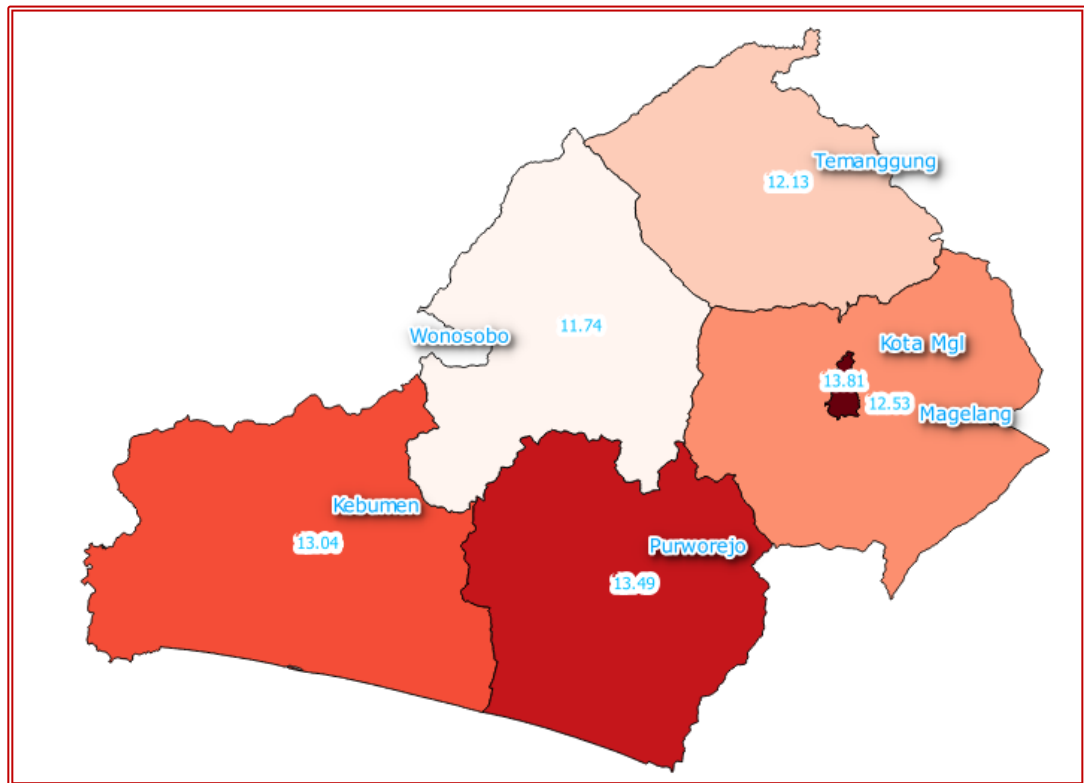 Temanggung
12.13
Wonosobo
11.74
Kota Mgl
13.81
12.53
Magelang
Kebumen
13.04
Purworejo
13.49